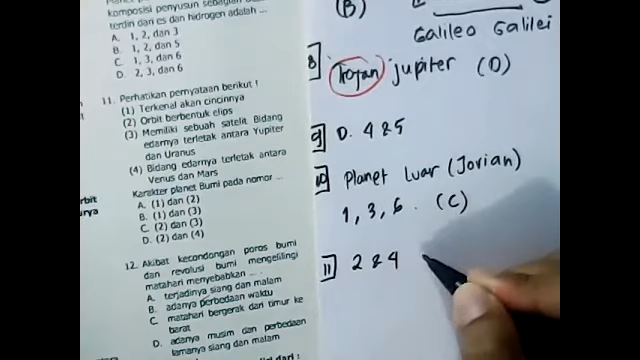 komposisi penyusun sebagian
terdiri dari es dan hidrogen adalah ...
A. 1, 2, dan 3
B. 1, 2, dan 5
C. 1, 3, dan 6
D. 2, 3, dan 6
11. Perhatikan pernyataan berikut !
(1) Terkenal akan cincinnya
(2) Orbit berbentuk elips
(3) Memiliki sebuah satelit Bidang
edarnya terletak antara Yupiter
dan Uranus
(4) Bidang edarnya terletak antara
Venus dan Mars
Karakter planet Bumi pada nomor ...
A. (1) dan (2)
B. (1) dan (3)
C. (2) dan (3)
D. (2) dan (4)
12. Akibat kecondongan poros bumi
dan revolusi bumi mengelilingi
matahari menyebabkan ....
A. terjadinya siang dan malam
B. adanya perbedaan waktu
C. matahari bergerak dari timur ke
barat
D. adanya musim dan perbedaan
lamanya siang dan malam
(B)
Galileo Galilei
8 Trojan jupiter (D)
9 D. 4 & 5
10 Planet Luar (Jovian)
1, 3, 6. (C)
11 2 & 4